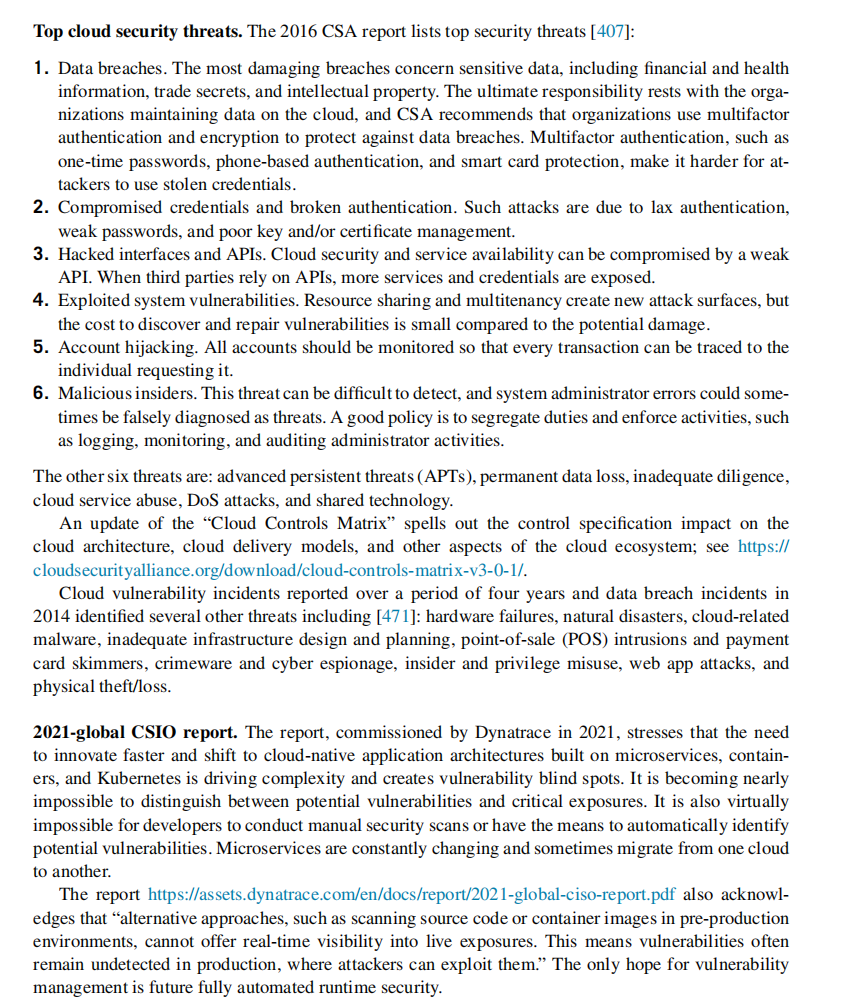 Top cloud security threats. The 2016 CSA report lists top security threats [407]:
1. Data breaches. The most damaging breaches concern sensitive data, including financial and health
information, trade secrets, and intellectual property. The ultimate responsibility rests with the orga-
nizations maintaining data on the cloud, and CSA recommends that organizations use multifactor
authentication and encryption to protect against data breaches. Multifactor authentication, such as
one-time passwords, phone-based authentication, and smart card protection, make it harder for at-
tackers to use stolen credentials.
2. Compromised credentials and broken authentication. Such attacks are due to lax authentication,
weak passwords, and poor key and/or certificate management.
3. Hacked interfaces and APIs. Cloud security and service availability can be compromised by a weak
API. When third parties rely on APIs, more services and credentials are exposed.
4. Exploited system vulnerabilities. Resource sharing and multitenancy create new attack surfaces, but
the cost to discover and repair vulnerabilities is small compared to the potential damage.
5. Account hijacking. All accounts should be monitored so that every transaction can be traced to the
individual requesting it.
6. Malicious insiders. This threat can be difficult to detect, and system administrator errors could some-
times be falsely diagnosed as threats. A good policy is to segregate duties and enforce activities, such
as logging, monitoring, and auditing administrator activities.
The other six threats are: advanced persistent threats (APTs), permanent data loss, inadequate diligence,
cloud service abuse, DoS attacks, and shared technology.
An update of the “Cloud Controls Matrix” spells out the control specification impact on the
cloud architecture, cloud delivery models, and other aspects of the cloud ecosystem; see https://
cloudsecurityalliance.org/download/cloud-controls-matrix-v3-0-1/.
Cloud vulnerability incidents reported over a period of four years and data breach incidents in
2014 identified several other threats including [471]: hardware failures, natural disasters, cloud-related
malware, inadequate infrastructure design and planning, point-of-sale (POS) intrusions and payment
card skimmers, crimeware and cyber espionage, insider and privilege misuse, web app attacks, and
physical theft/loss.
2021-global CSIO report. The report, commissioned by Dynatrace in 2021, stresses that the need
to innovate faster and shift to cloud-native application architectures built on microservices, contain-
ers, and Kubernetes is driving complexity and creates vulnerability blind spots. It is becoming nearly
impossible to distinguish between potential vulnerabilities and critical exposures. It is also virtually
impossible for developers to conduct manual security scans or have the means to automatically identify
potential vulnerabilities. Microservices are constantly changing and sometimes migrate from one cloud
to another.
The report https://assets.dynatrace.com/en/docs/report/2021-global-ciso-report.pdf also acknowl-
edges that “alternative approaches, such as scanning source code or container images in pre-production
environments, cannot offer real-time visibility into live exposures. This means vulnerabilities often
remain undetected in production, where attackers can exploit them.” The only hope for vulnerability
management is future fully automated runtime security.